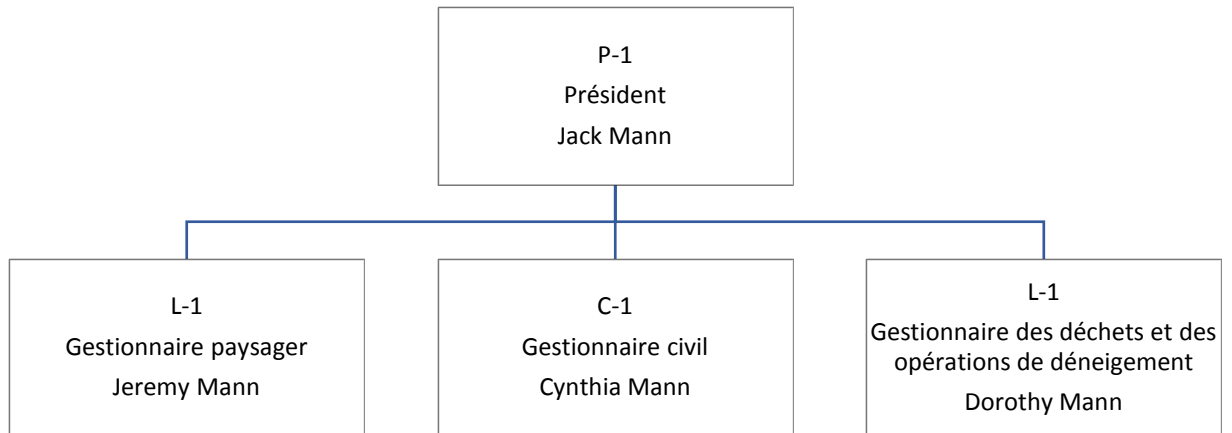 P-1
Président
Jack Mann
L-1
Gestionnaire paysager
Jeremy Mann
C-1
Gestionnaire civil
Cynthia Mann
L-1
Gestionnaire des déchets et des
opérations de déneigement
Dorothy Mann